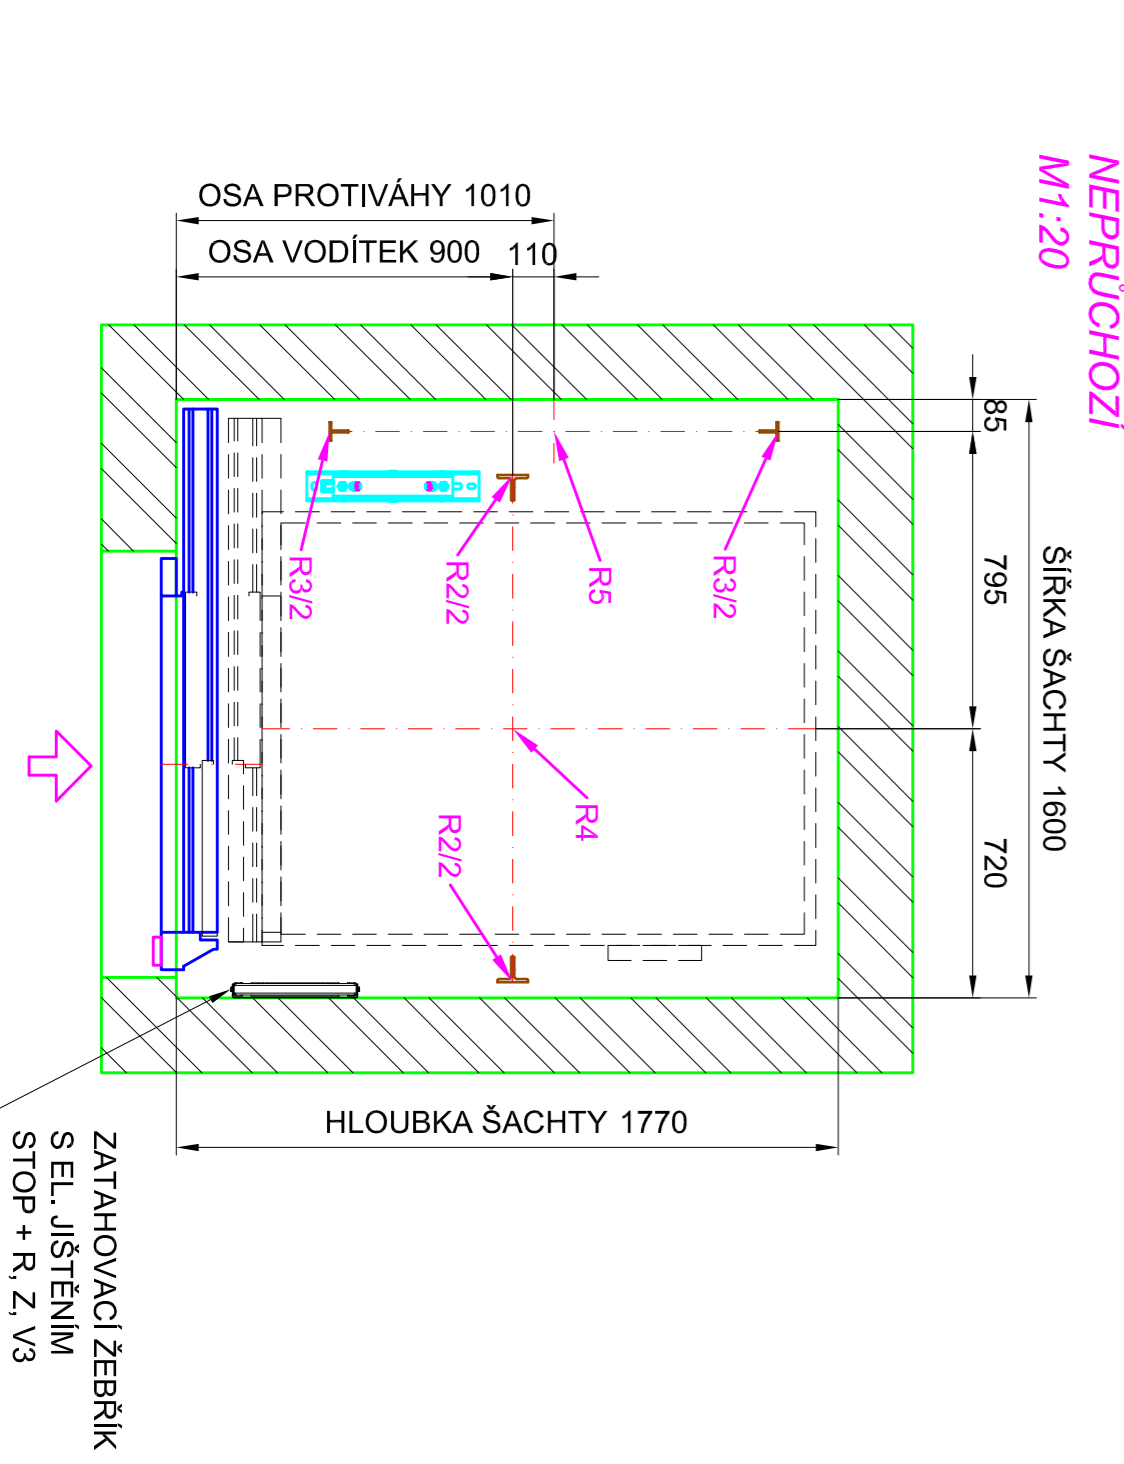 NEPRŮCHOZÍ
M1:20
OSA PROTIVÁHY 1010
OSA VODÍTEK 900
110
85
795
720
ŠÍŘKA ŠACHTY 1600
R3/2
R2/2
R5
R3/2
R4
R2/2
HLOUBKA ŠACHTY 1770
ZATAHOVACÍ ŽEBŘÍK
S EL. JIŠTĚNÍM
STOP + R, Z, V3